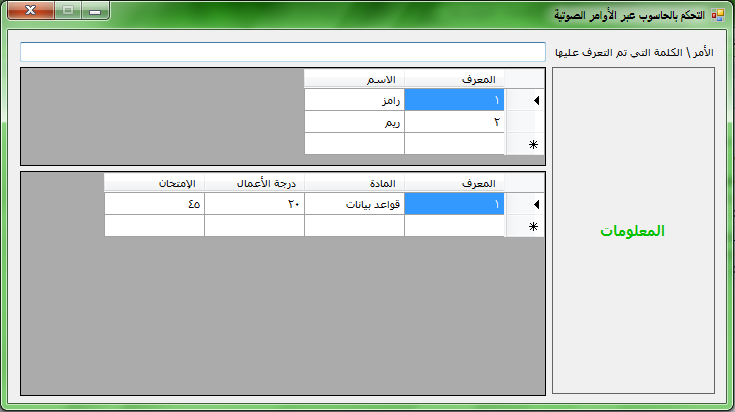 التحكم بالحاسوب عبر الأوامر الصوتية
الأمر \ الكلمة التي تم التعرف عليها
المعرف الاسم
١ رامز
٢ ريم
المعرف المادة درجة الأعمال الإمتحان
١ قواعد بيانات ٢٠ ٤٥
المعلومات